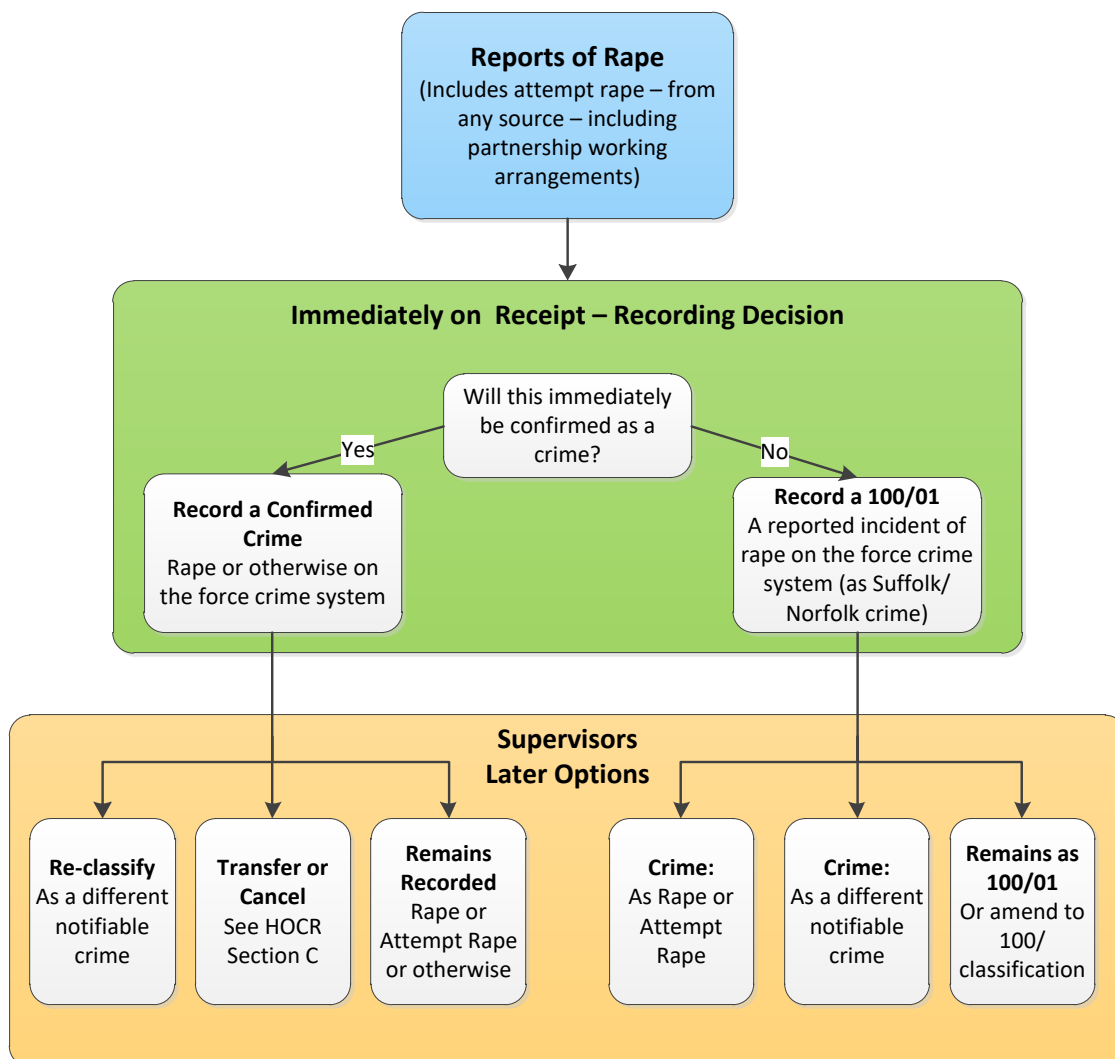 Reports of Rape
(Includes attempt rape – from
any source – including
partnership working
arrangements)
Immediately on  Receipt – Recording Decision
Will this immediately
be confirmed as a
crime?
Yes
No
Record a Confirmed
Crime
Rape or otherwise on
the force crime system
Record a 100/01
A reported incident of
rape on the force crime
system (as Suffolk/
Norfolk crime)
Supervisors
Later Options
Re-classify
As a different
notifiable
crime
Transfer or
Cancel
See HOCR
Section C
Remains
Recorded
Rape or
Attempt Rape
or otherwise
Crime:
As Rape or
Attempt
Rape
Crime:
As a different
notifiable
crime
Remains as
100/01
Or amend to
100/
classification